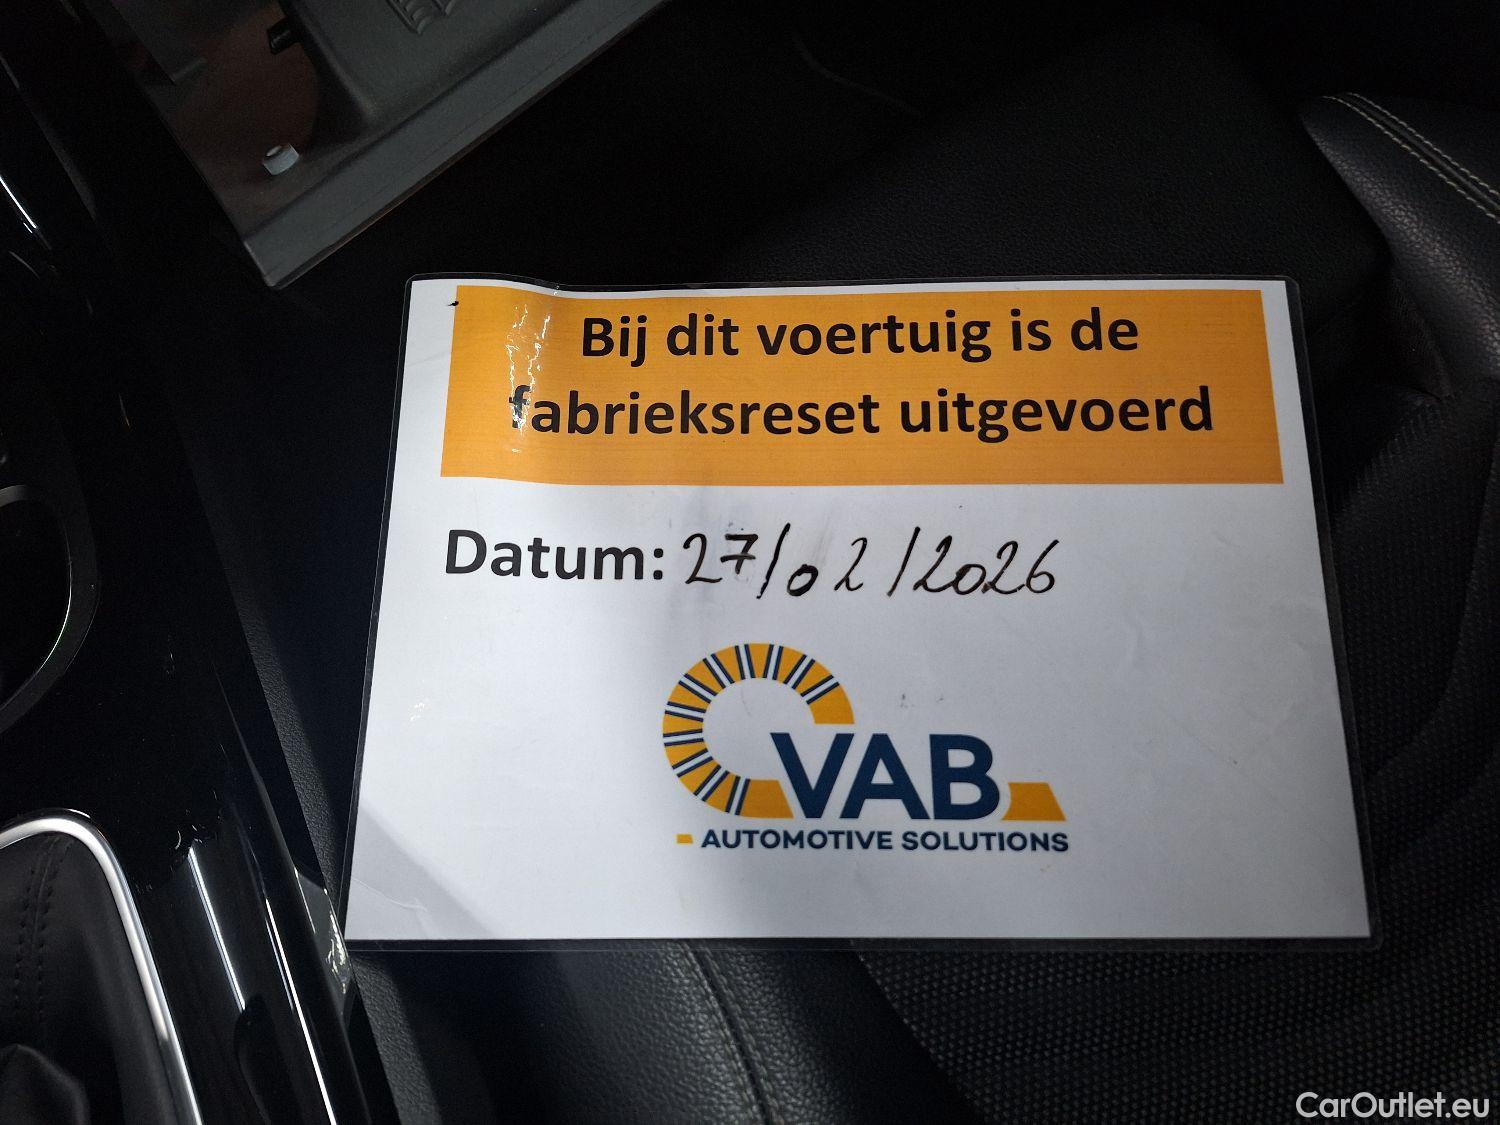 Bij dit voertuig is de
fabrieksreset uitgevoerd
Datum: 27/02/2026
VAB
AUTOMOTIVE SOLUTIONS
CarOutlet.eu